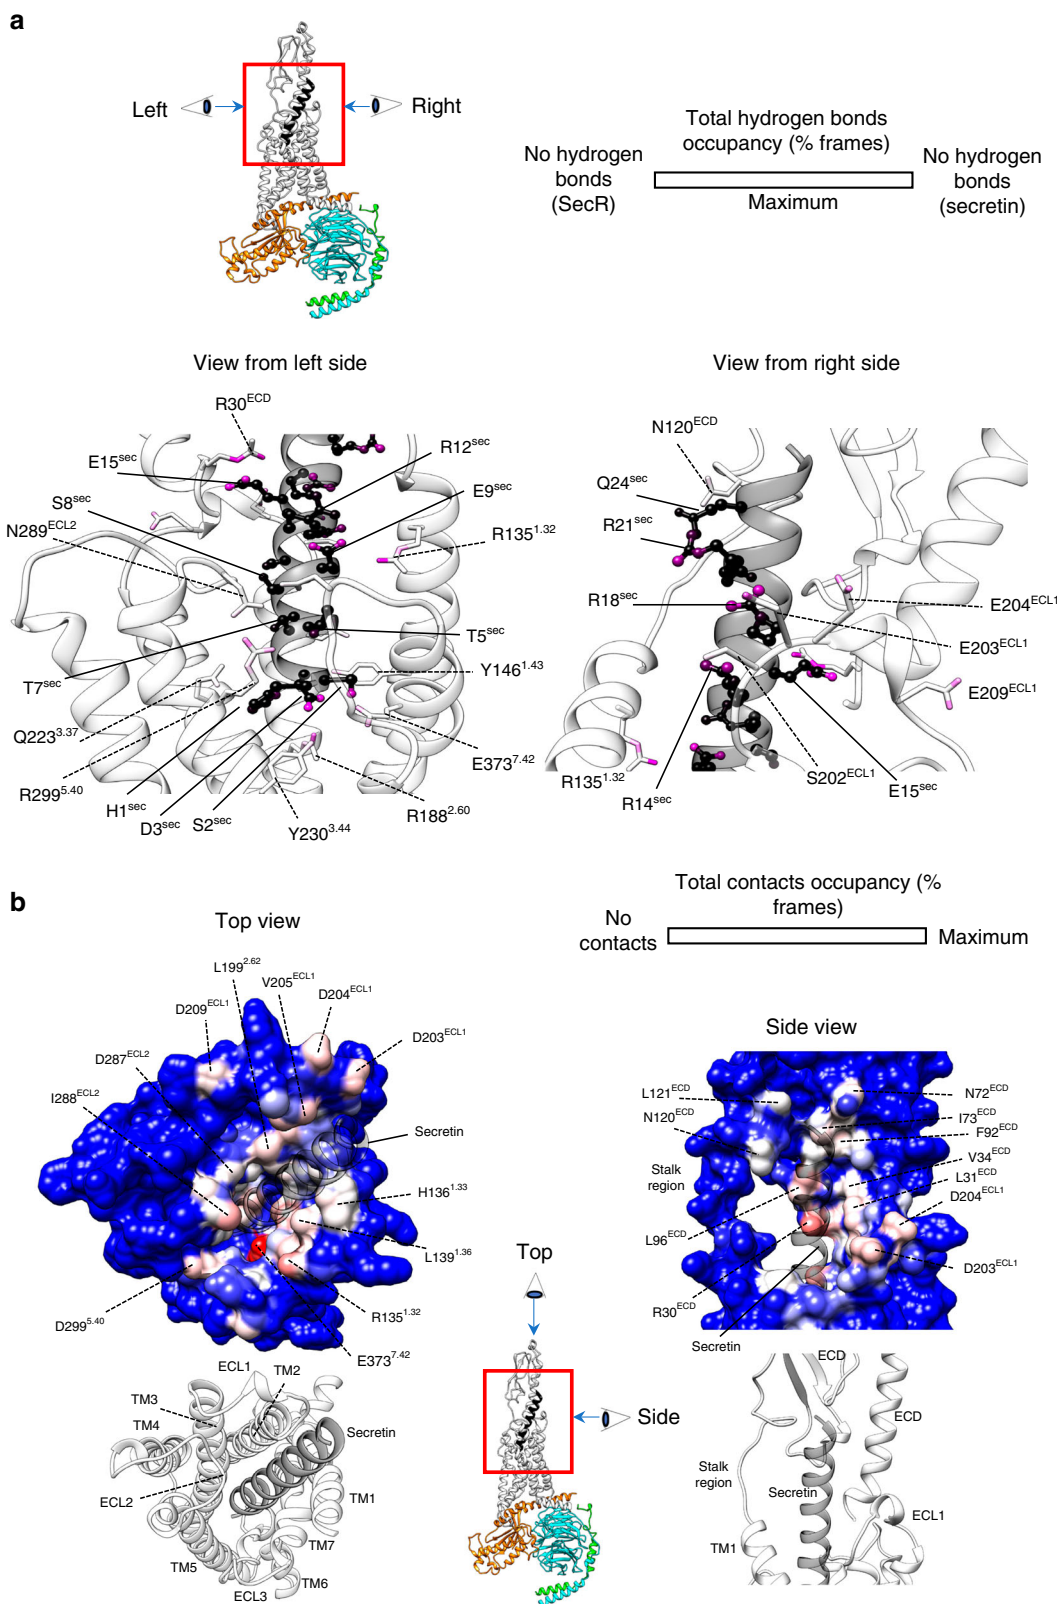 a
Left
Right
No hydrogen
bonds
(SecR)
Total hydrogen bonds
occupancy (% frames)
Maximum
No hydrogen
bonds
(secretin)
View from left side
R30ECD
E15sec
S8sec
N289ECL2
T7sec
Q2233.37
R2995.40
H1sec
D3sec
S2sec
Y2303.44
R12sec
E9sec
R1351.32
T5sec
Y1461.43
E3737.42
R1882.60
View from right side
N120ECD
Q24sec
R21sec
R18sec
R1351.32
R14sec
E204ECL1
E203ECL1
E209ECL1
S202ECL1
E15sec
b
Top view
L1992.62
V205ECL1
D204ECL1
D209ECL1
D203ECL1
D287ECL2
I288ECL2
Secretin
H1361.33
L1391.36
R1351.32
D2995.40
E3737.42
No
contacts
Total contacts occupancy (%
frames)
Maximum
Side view
L121ECD
N72ECD
N120ECD
I73ECD
F92ECD
Stalk
region
V34ECD
L31ECD
D204ECL1
L96ECD
D203ECL1
R30ECD
Secretin
ECL1
TM2
TM3
TM4
Secretin
ECL2
TM1
TM7
TM5
TM6
ECL3
Top
Side
ECD
ECD
Stalk
region
Secretin
ECL1
TM1